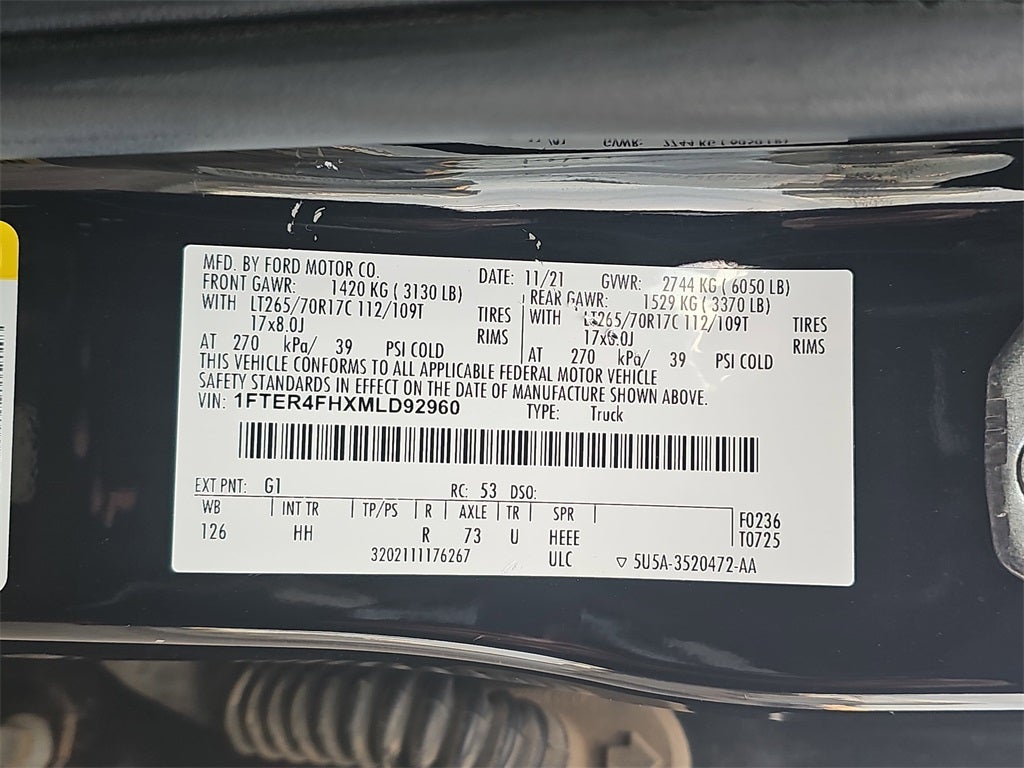 MFD. BY FORD MOTOR CO. DATE: 11/21 GVWR: 2744 KG ( 6050 LB)
FRONT GAWR: 1420 KG ( 3130 LB) REAR GAWR: 1529 KG ( 3370 LB)
WITH LT265/70R17C 112/109T TIRES WITH LT265/70R17C 112/109T TIRES
17x8.0J RIMS 17x8.0J RIMS
AT 270 kPa/ 39 PSI COLD AT 270 kPa/ 39 PSI COLD
THIS VEHICLE CONFORMS TO ALL APPLICABLE FEDERAL MOTOR VEHICLE
SAFETY STANDARDS IN EFFECT ON THE DATE OF MANUFACTURE SHOWN ABOVE.
VIN: 1FTER4FHXMLD92960 TYPE: Truck
EXT PNT: G1 RC: 53 DSO:
WB INT TR TP/PS R AXLE TR SPR F0236
126 HH R 73 U HEEE T0725
3202111176267 ULC ▽ 5U5A-3520472-AA